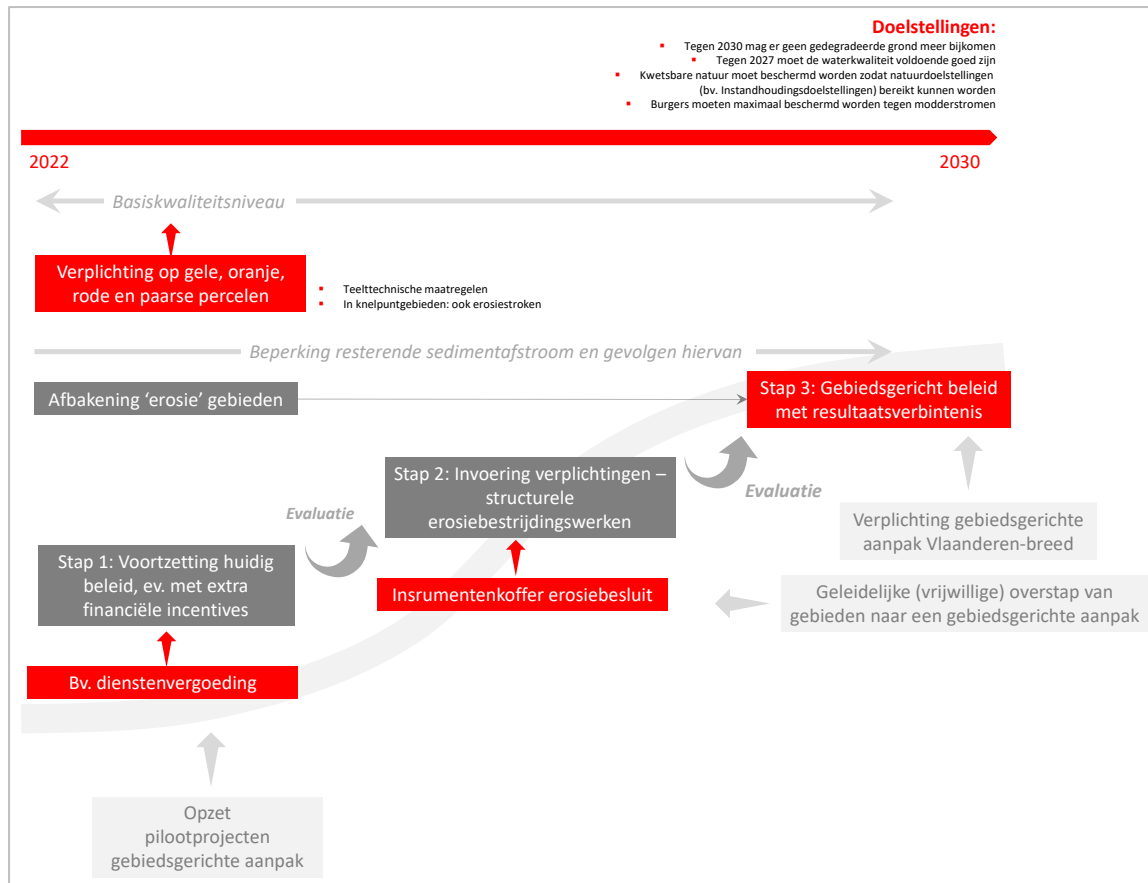 Doelstellingen:
▪ Tegen 2030 mag er geen gedegradeerde grond meer bijkomen
▪ Tegen 2027 moet de waterkwaliteit voldoende goed zijn
▪ Kwetsbare natuur moet beschermd worden zodat natuurdoelstellingen
(bv. Instandhoudingsdoelstellingen) bereikt kunnen worden
▪ Burgers moeten maximaal beschermd worden tegen modderstromen
2022
2030
Basiskwaliteitsniveau
Verplichting op gele, oranje,
rode en paarse percelen
▪ Teelttechnische maatregelen
▪ In knelpuntgebieden: ook erosiestroken
Beperking resterende sedimentafstroom en gevolgen hiervan
Afbakening ‘erosie’ gebieden
Stap 3: Gebiedsgericht beleid
met resultaatsverbintenis
Stap 2: Invoering verplichtingen –
structurele
erosiebestrijdingswerken
Evaluatie
Evaluatie
Verplichting gebiedsgerichte
aanpak Vlaanderen-breed
Stap 1: Voortzetting huidig
beleid, ev. met extra
financiële incentives
Insrumentenkoffer erosiebesluit
Geleidelijke (vrijwillige) overstap van
gebieden naar een gebiedsgerichte aanpak
Bv. dienstenvergoeding
Opzet
pilootprojecten
gebiedsgerichte aanpak